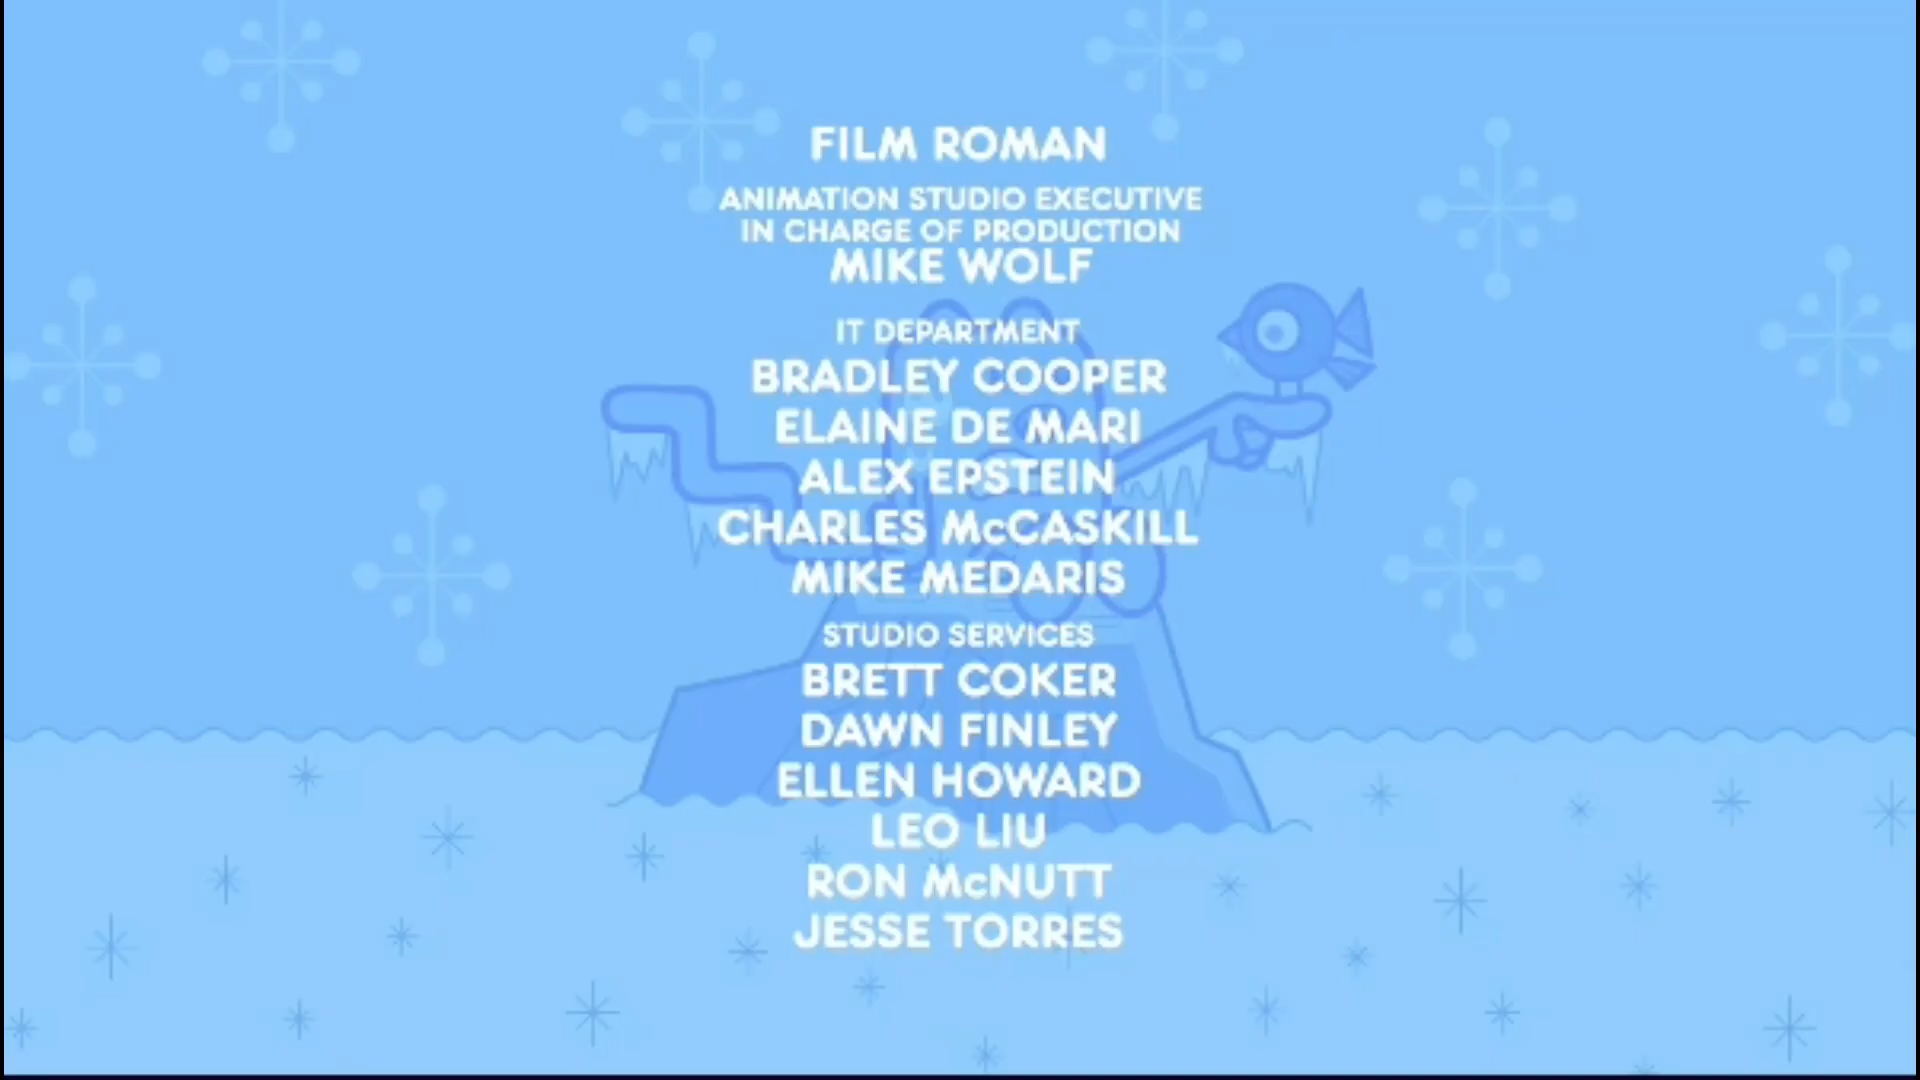 FILM ROMAN
ANIMATION STUDIO EXECUTIVE
IN CHARGE OF PRODUCTION
MIKE WOLF
IT DEPARTMENT
BRADLEY COOPER
ELAINE DE MARI
ALEX EPSTEIN
CHARLES McCASKILL
MIKE MEDARIS
STUDIO SERVICES
BRETT COKER
DAWN FINLEY
ELLEN HOWARD
LEO LIU
RON McNUTT
JESSE TORRES